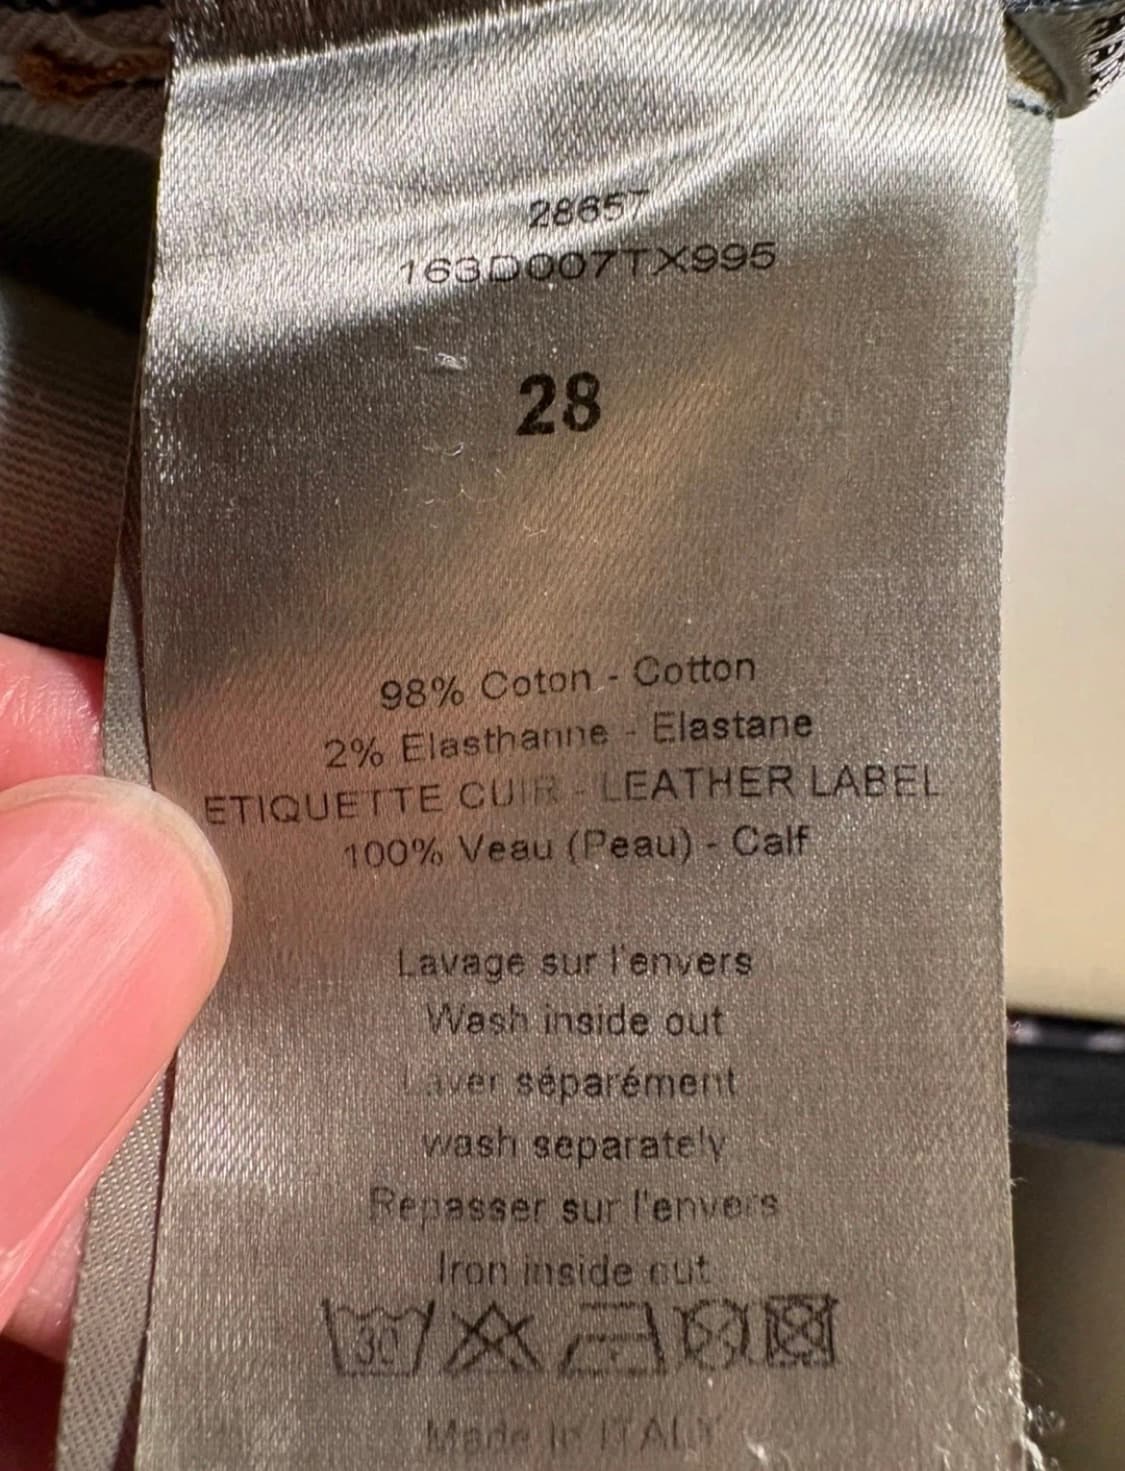 28657
163D007TX995
28
98% Coton - Cotton
2% Elasthanne - Elastane
ETIQUETTE CUIR - LEATHER LABEL
100% Veau (Peau) - Calf
Lavage sur l'envers
Wash inside out
Laver séparément
wash separately
Repasser sur l'envers
Iron inside out
30
Made in ITALY